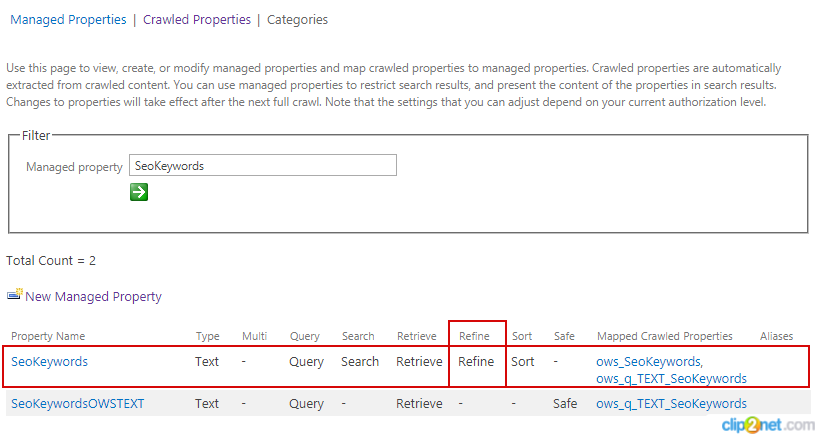 Managed Properties | Crawled Properties | Categories
Use this page to view, create, or modify managed properties and map crawled properties to managed properties. Crawled properties are automatically
extracted from crawled content. You can use managed properties to restrict search results, and present the content of the properties in search results.
Changes to properties will take effect after the next full crawl. Note that the settings that you can adjust depend on your current authorization level.
Filter
Managed property SeoKeywords
Total Count = 2
New Managed Property
Property Name Type Multi Query Search Retrieve Refine Sort Safe Mapped Crawled Properties Aliases
SeoKeywords Text - Query Search Retrieve Refine Sort - ows_SeoKeywords,
ows_q_TEXT_SeoKeywords
SeoKeywordsOWSTEXT Text - Query - Retrieve - - Safe ows_q_TEXT_SeoKeywords
clip2net.com